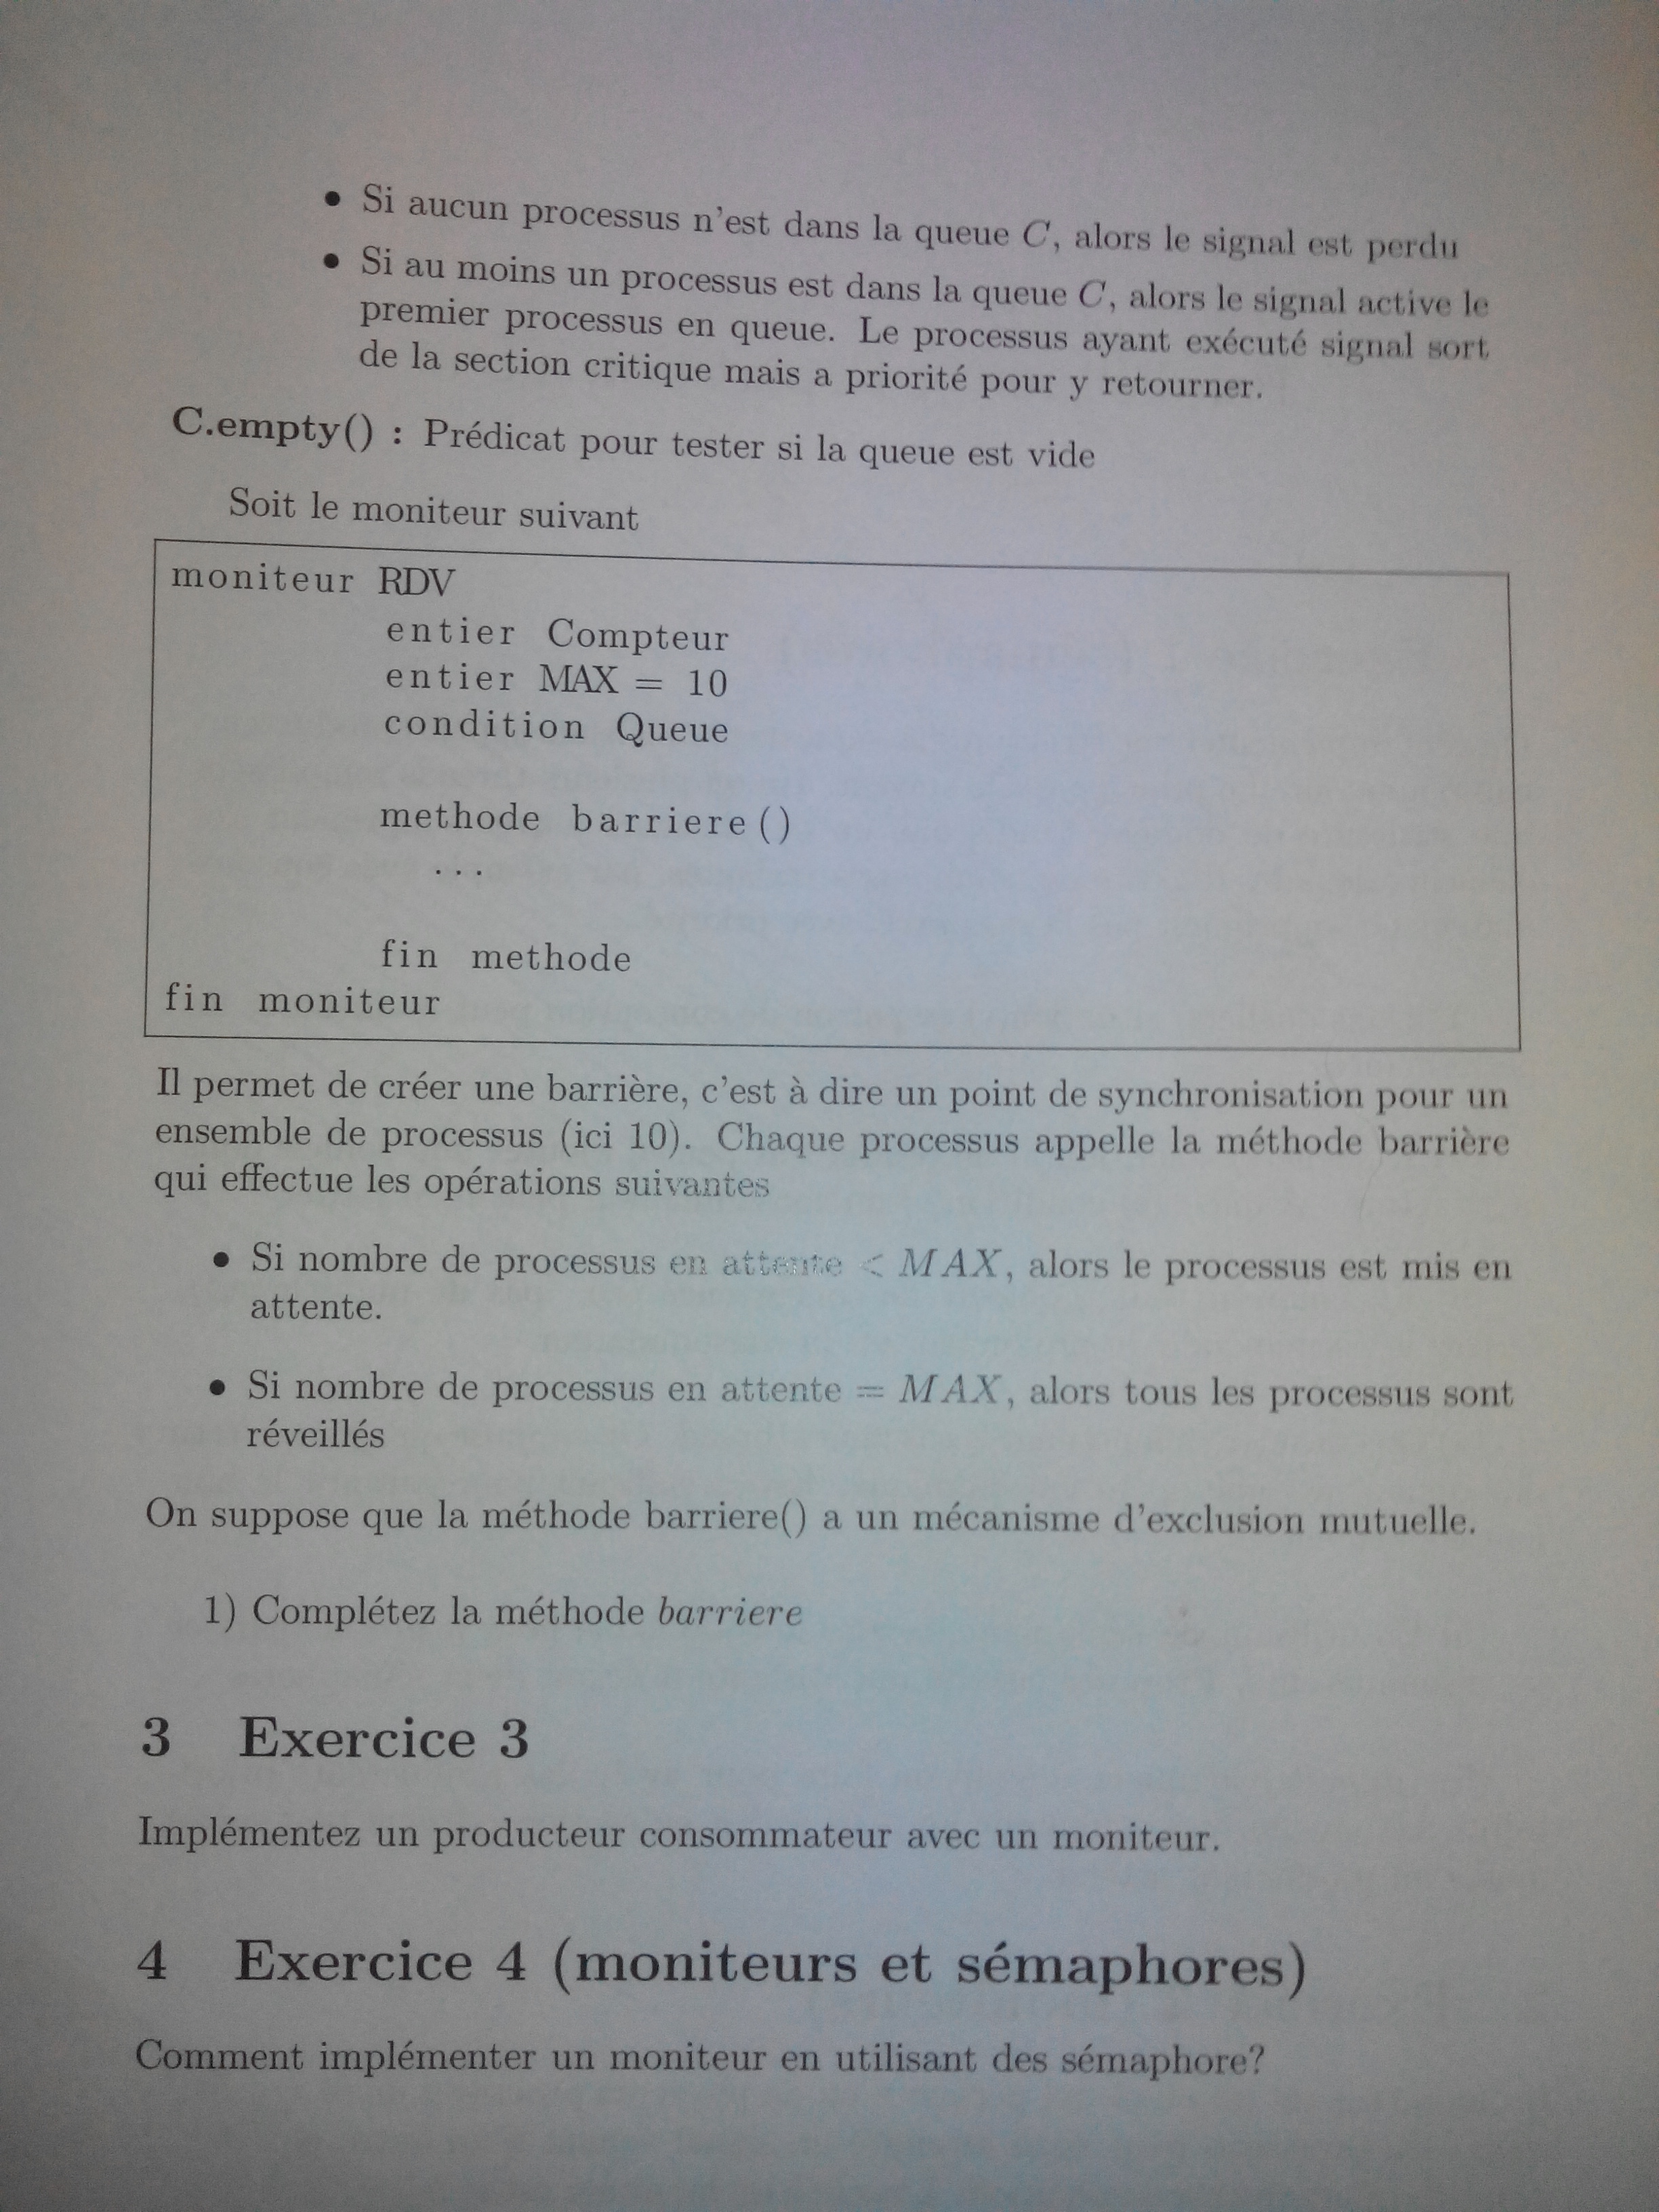 • Si aucun processus n'est dans la queue C, alors le signal est perdu
• Si au moins un processus est dans la queue C, alors le signal active le
premier processus en queue. Le processus ayant exécuté signal sort
de la section critique mais a priorité pour y retourner.
C.empty() : Prédicat pour tester si la queue est vide
Soit le moniteur suivant
moniteur RDV
entier Compteur
entier MAX = 10
condition Queue
methode barriere()
...
fin methode
fin moniteur
Il permet de créer une barrière, c'est à dire un point de synchronisation pour un
ensemble de processus (ici 10). Chaque processus appelle la méthode barrière
qui effectue les opérations suivantes
• Si nombre de processus en attente < MAX, alors le processus est mis en
attente.
• Si nombre de processus en attente = MAX, alors tous les processus sont
réveillés
On suppose que la méthode barriere() a un mécanisme d'exclusion mutuelle.
1) Complétez la méthode barriere
3 Exercice 3
Implémentez un producteur consommateur avec un moniteur.
4 Exercice 4 (moniteurs et sémaphores)
Comment implémenter un moniteur en utilisant des sémaphore?